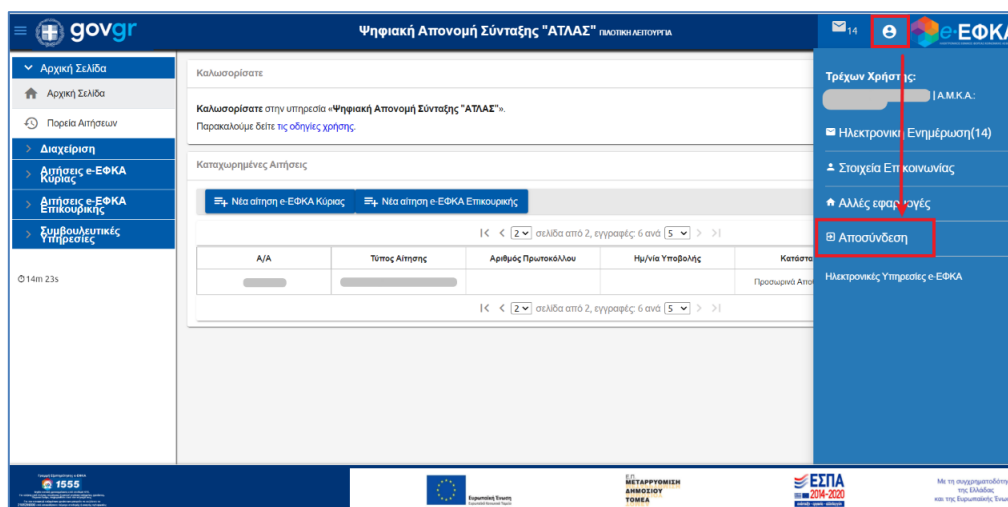 govgr
Ψηφιακή Απονομή Σύνταξης "ΑΤΛΑΣ" ΠΙΛΟΤΙΚΗ ΛΕΙΤΟΥΡΓΙΑ
14
e-ΕΦΚΑ
Αρχική Σελίδα
Αρχική Σελίδα
Πορεία Αιτήσεων
Διαχείριση
Αιτήσεις e-ΕΦΚΑ
Κύριας
Αιτήσεις e-ΕΦΚΑ
Επικουρικής
Συμβουλευτικές
Υπηρεσίες
14m 23s
Καλωσορίσατε
Καλωσορίσατε στην υπηρεσία «Ψηφιακή Απονομή Σύνταξης "ΑΤΛΑΣ"».
Παρακαλούμε δείτε τις οδηγίες χρήσης.
Καταχωρημένες Αιτήσεις
Νέα αίτηση e-ΕΦΚΑ Κύριας Νέα αίτηση e-ΕΦΚΑ Επικουρικής
2 σελίδα από 2, εγγραφές: 6 ανά 5
Α/Α Τύπος Αίτησης Αριθμός Πρωτοκόλλου Ημ/νία Υποβολής Κατάστα
Προσωρινά Απο
2 σελίδα από 2, εγγραφές: 6 ανά 5
Τρέχων Χρήστης:
| Α.Μ.Κ.Α.:
Ηλεκτρονική Ενημέρωση(14)
Στοιχεία Επικοινωνίας
Αλλές εφαρμογές
Αποσύνδεση
Ηλεκτρονικές Υπηρεσίες e-ΕΦΚΑ
1555
Ευρωπαϊκή Ένωση
Ε.Π.
ΜΕΤΑΡΡΥΘΜΙΣΗ
ΔΗΜΟΣΙΟΥ
ΤΟΜΕΑ
ΕΣΠΑ
2014-2020
Με τη συγχρηματοδότη
της Ελλάδας
και της Ευρωπαϊκής Ένω